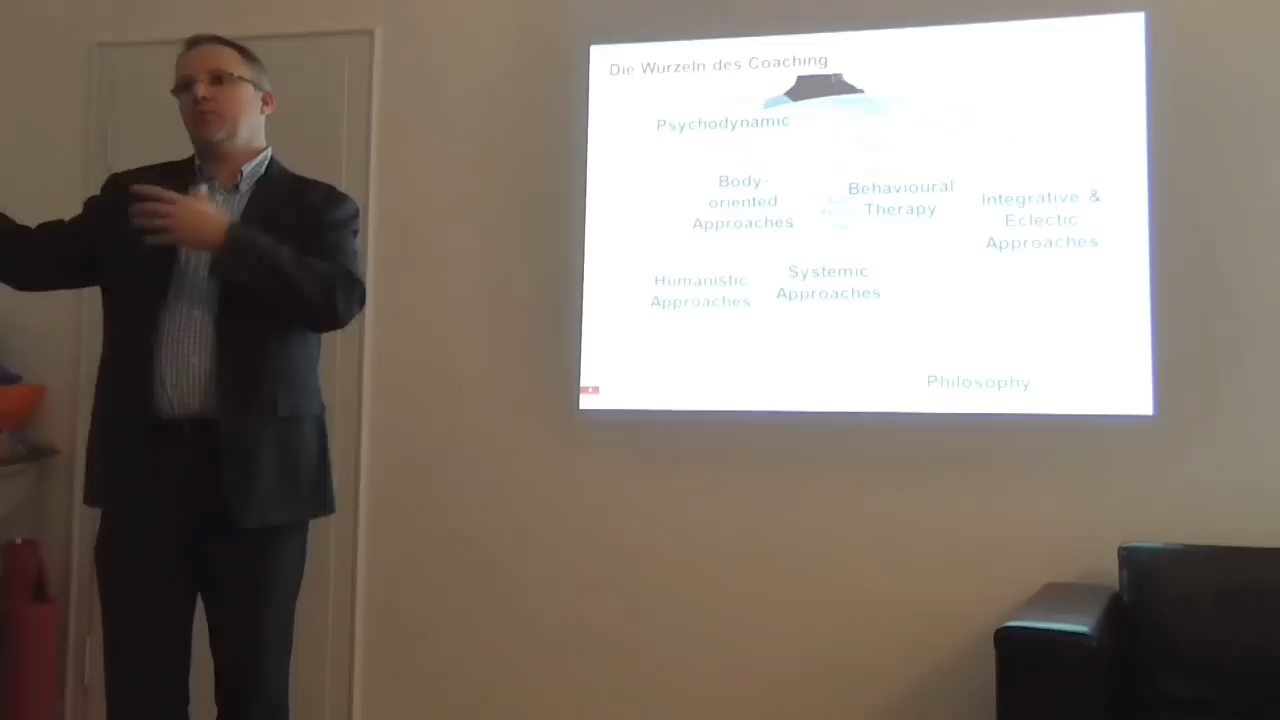 Die Wurzeln des Coaching
Psychodynamic
Body-
oriented
Approaches
Behavioural
Therapy
Integrative &
Eclectic
Approaches
Humanistic
Approaches
Systemic
Approaches
Philosophy